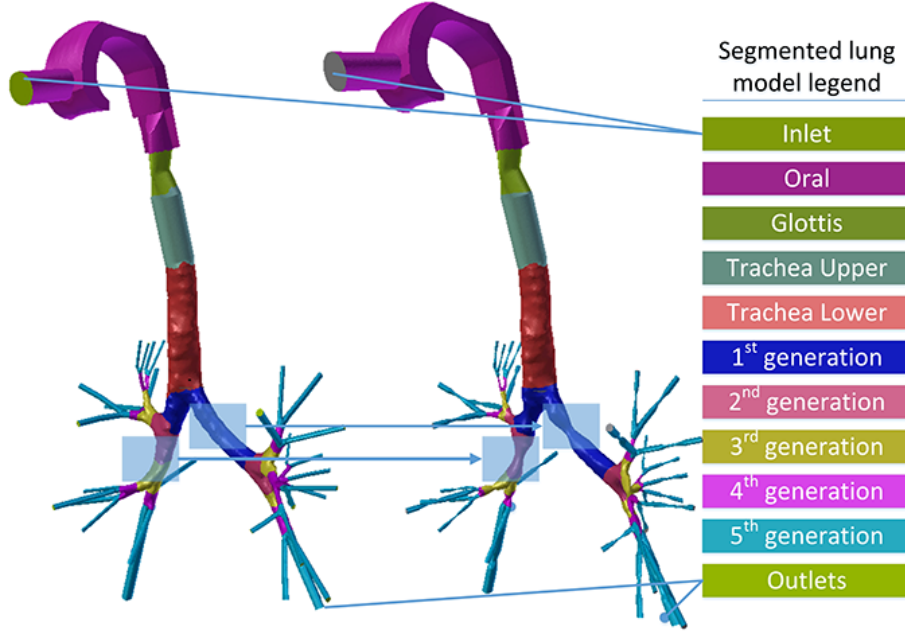 Segmented lung
model legend
Inlet
Oral
Glottis
Trachea Upper
Trachea Lower
1st generation
2nd generation
3rd generation
4th generation
5th generation
Outlets